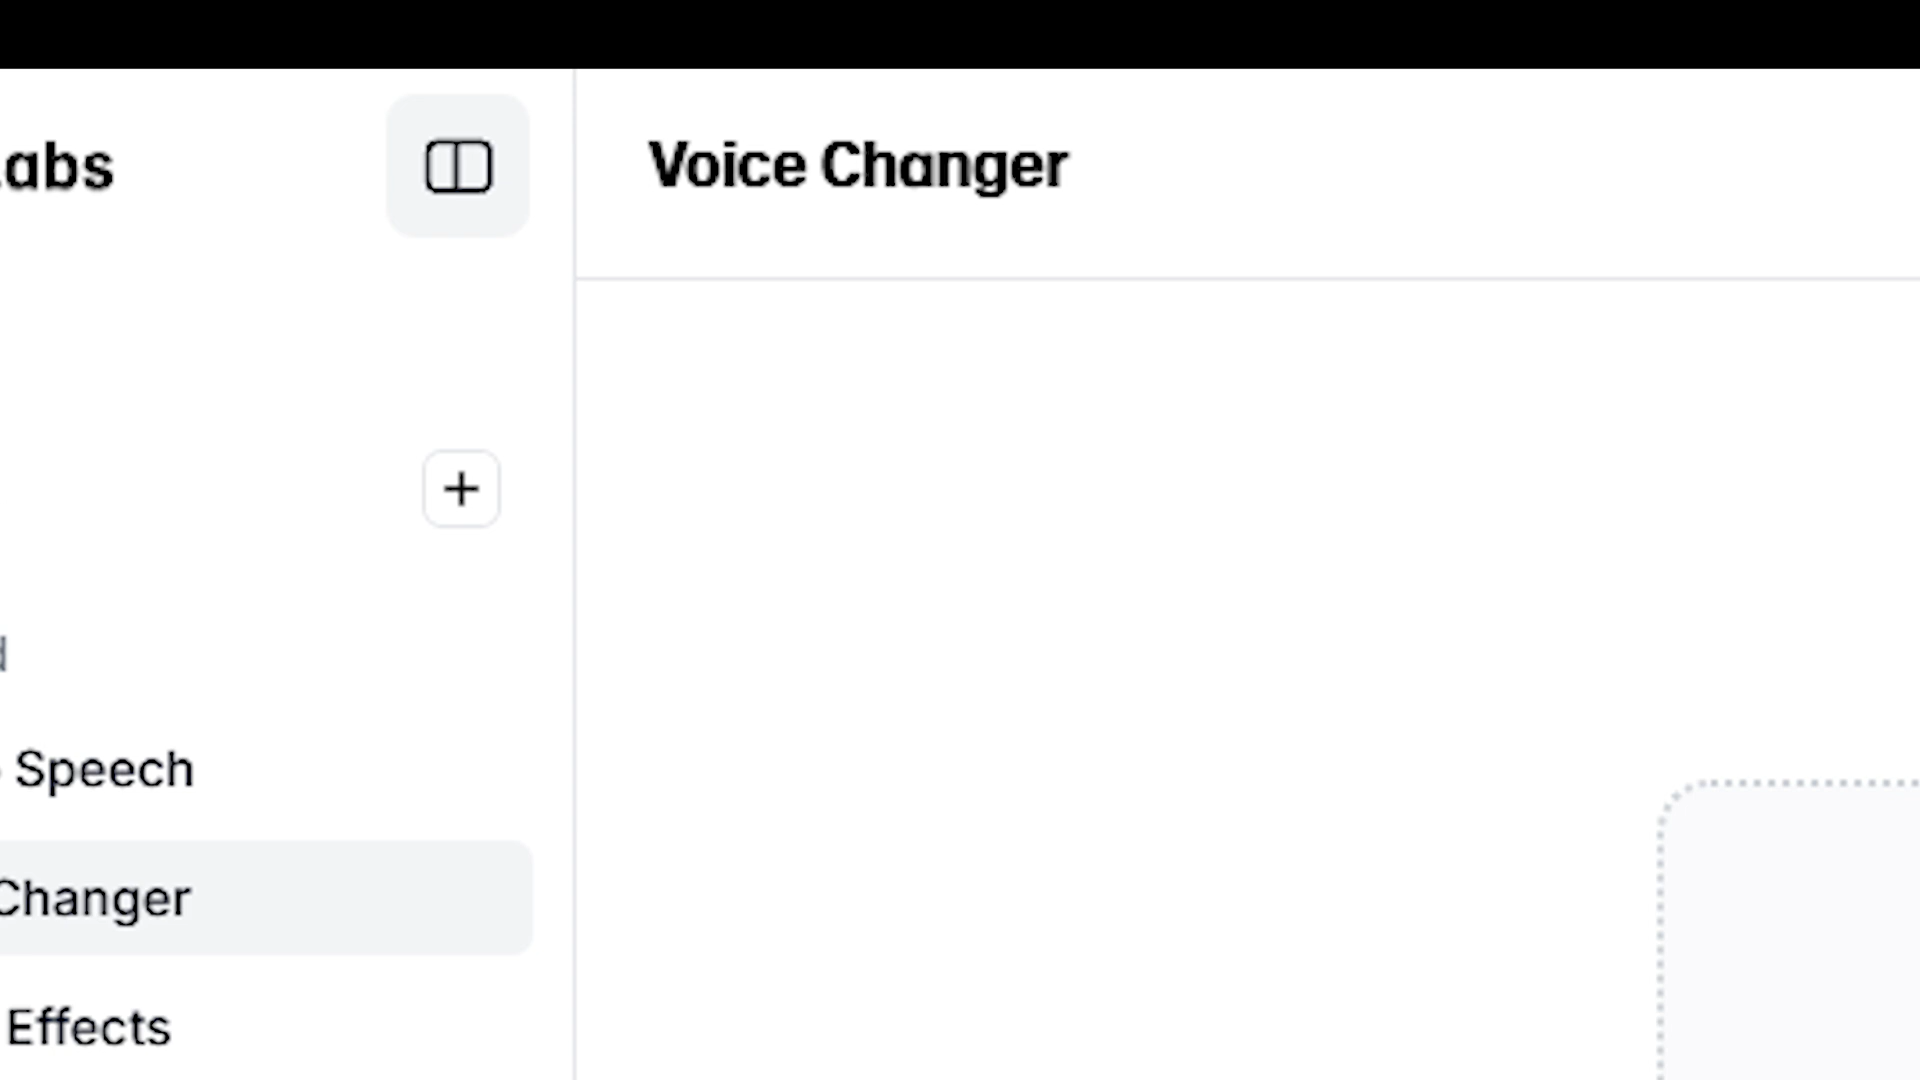 abs
Voice Changer
Speech
Changer
Effects